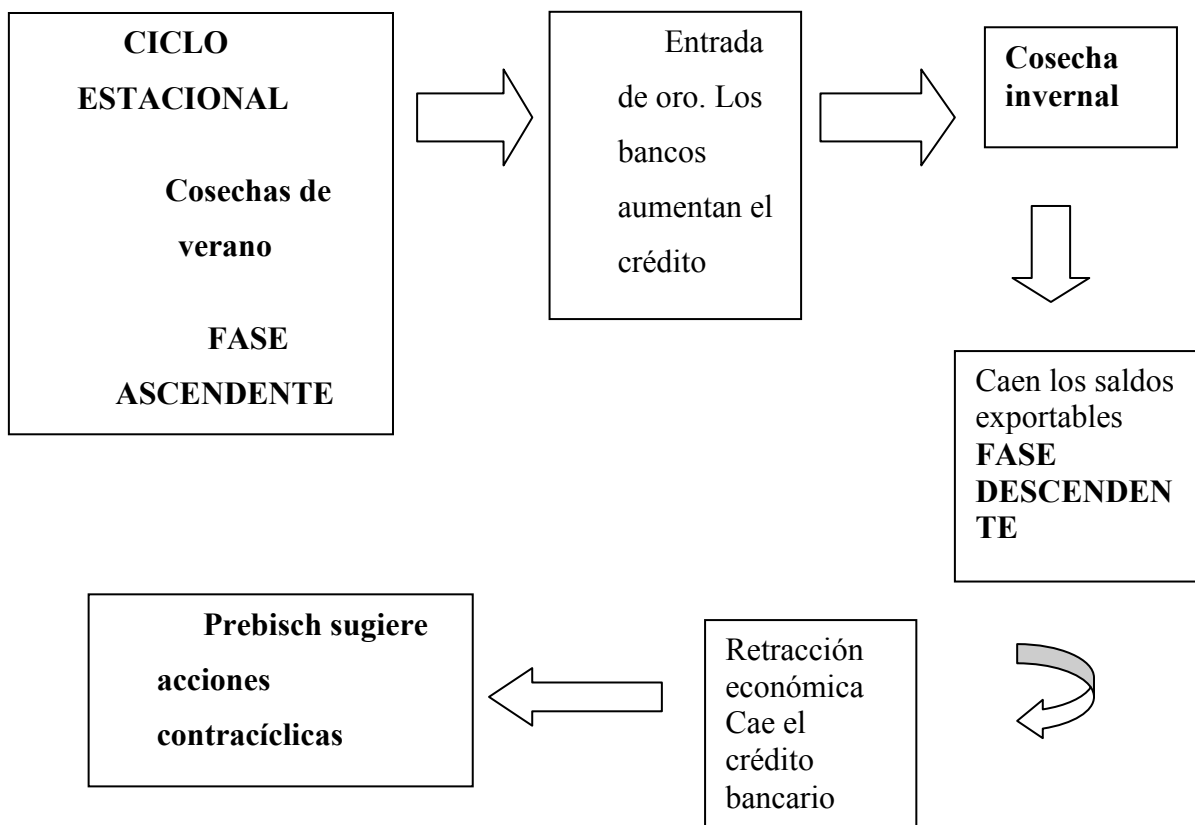 CICLO
ESTACIONAL
Cosechas de
verano
FASE
ASCENDENTE
Entrada
de oro. Los
bancos
aumentan el
crédito
Cosecha
invernal
Caen los saldos
exportables
FASE
DESCENDEN
TE
Retracción
económica
Cae el
crédito
bancario
Prebisch sugiere
acciones
contracíclicas